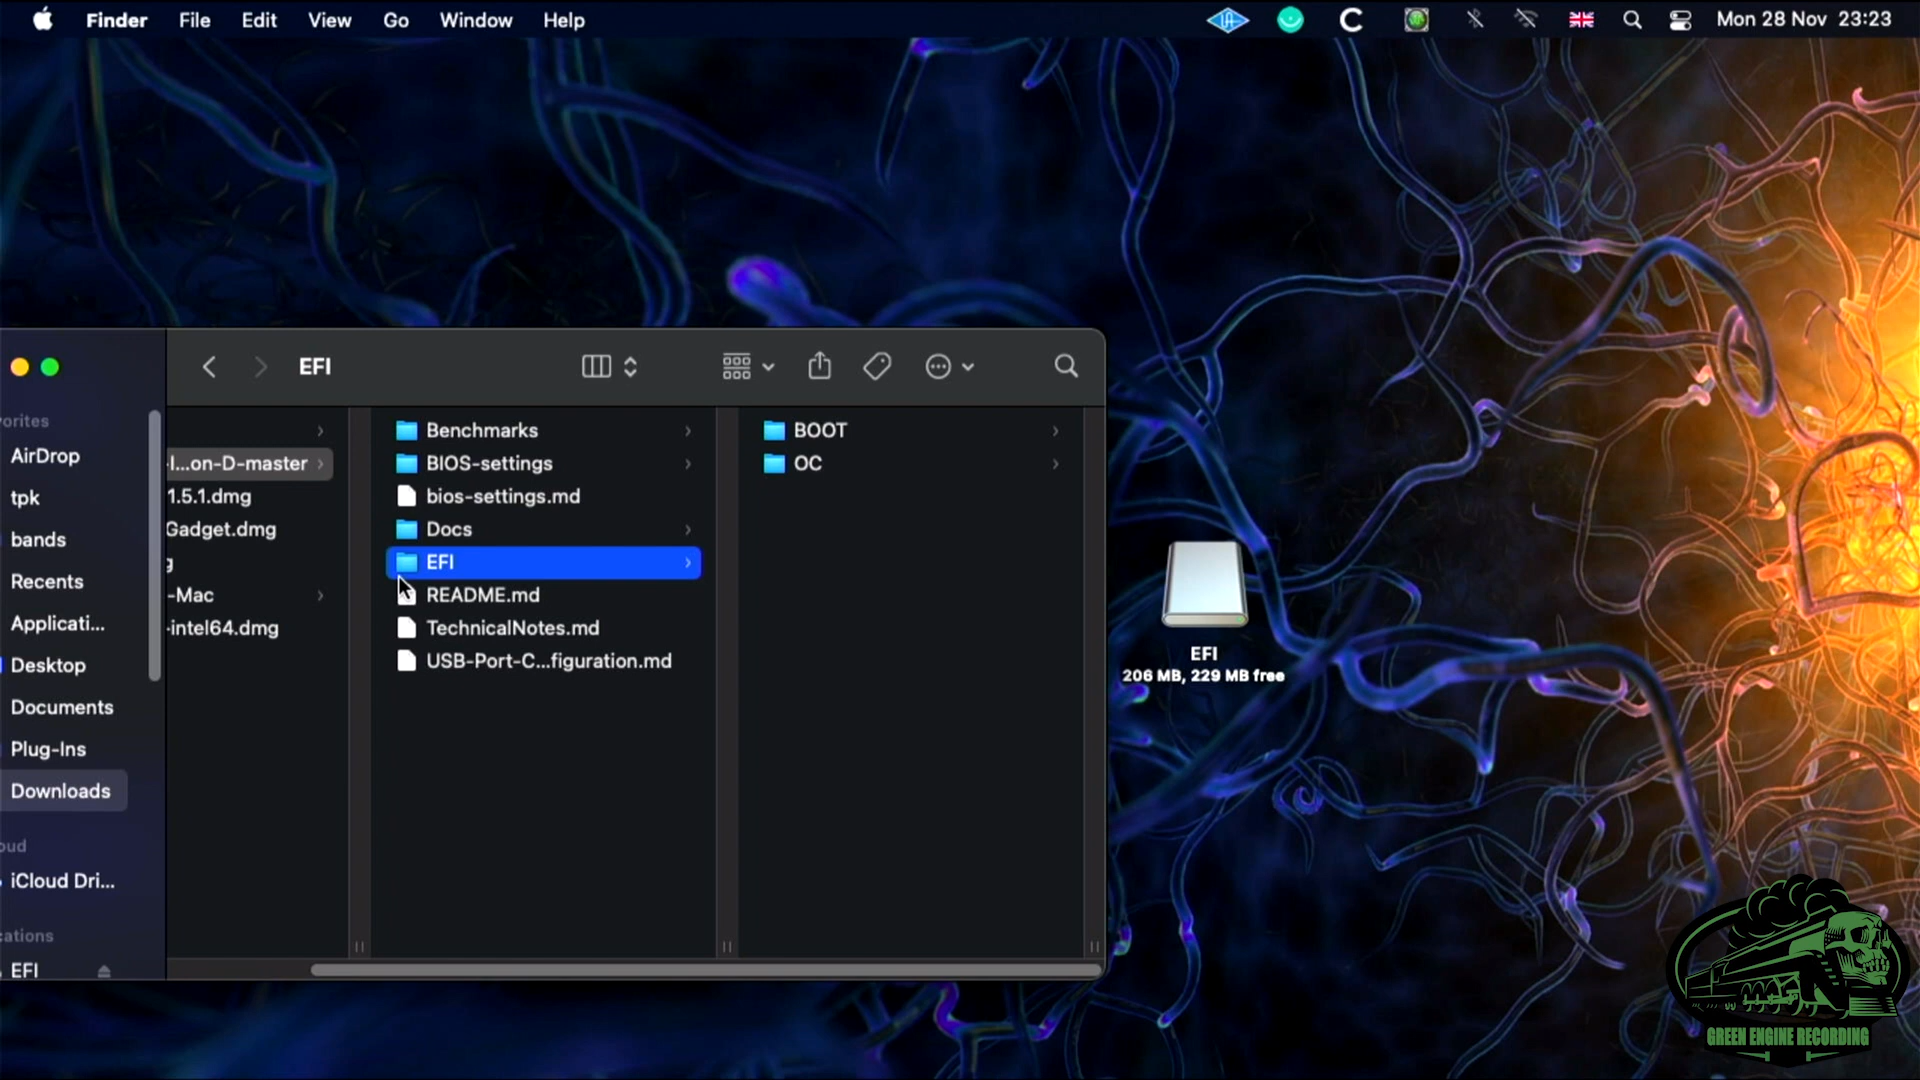 Finder File Edit View Go Window Help Mon 28 Nov 23:23
EFI
orites
AirDrop
tpk
bands
Recents
Applicati...
Desktop
Documents
Plug-Ins
Downloads
oud
iCloud Dri...
ations
EFI
-I...on-D-master
1.5.1.dmg
Gadget.dmg
g
-Mac
-intel64.dmg
Benchmarks
BIOS-settings
bios-settings.md
Docs
EFI
README.md
TechnicalNotes.md
USB-Port-C...figuration.md
BOOT
OC
EFI
206 MB, 229 MB free
GREEN ENGINE RECORDING